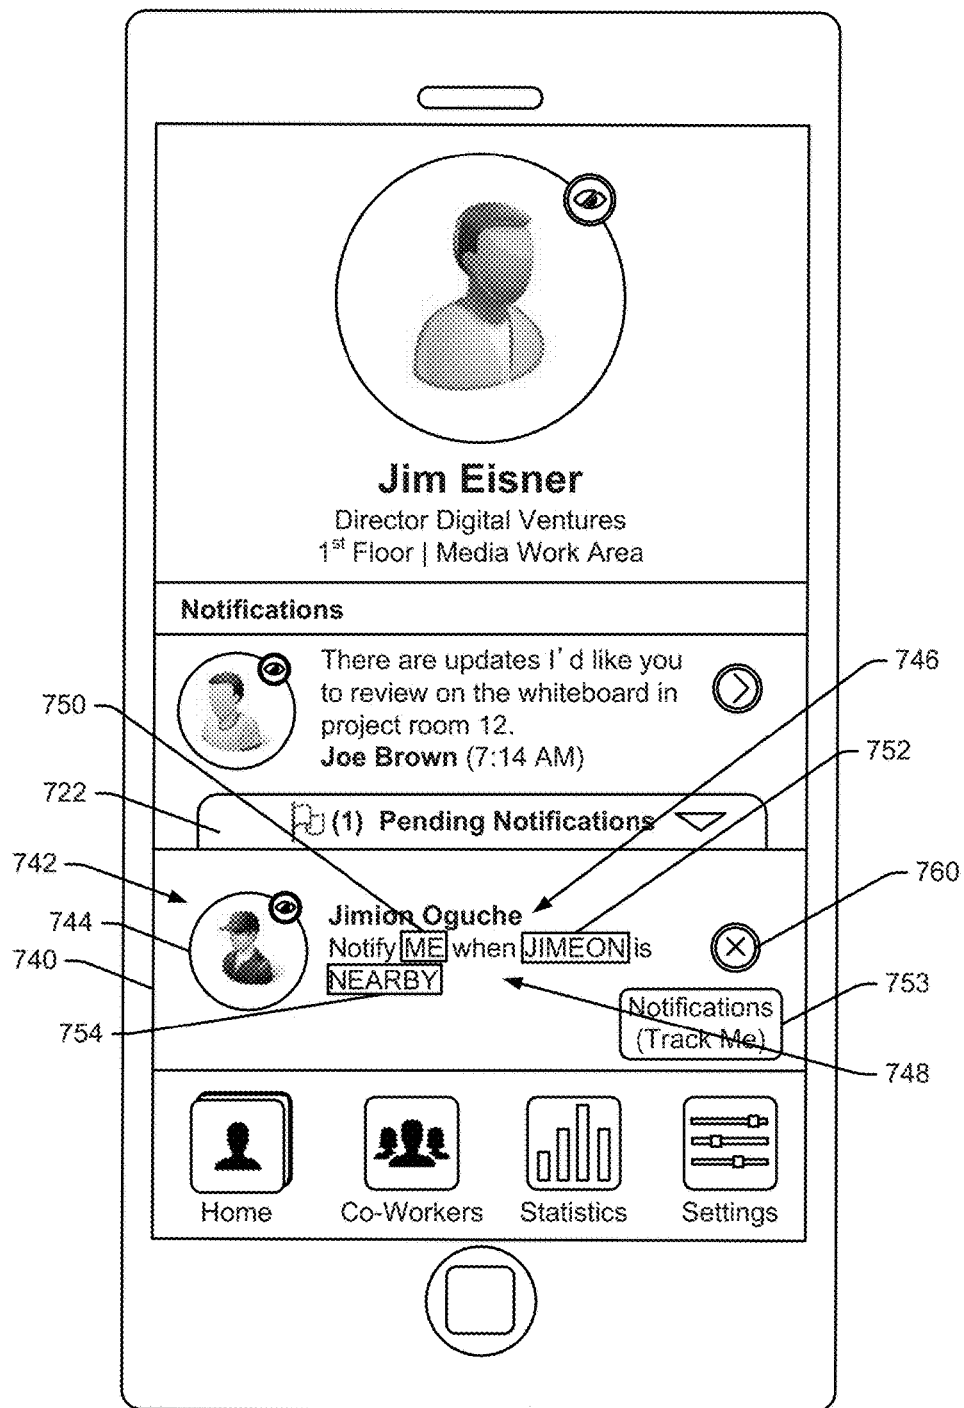 Jim Eisner
Director Digital Ventures
1st Floor | Media Work Area
Notifications
There are updates I'd like you
to review on the whiteboard in
project room 12.
Joe Brown (7:14 AM)
(1) Pending Notifications
Jimion Oguche
Notify ME when JIMEON is
NEARBY
Notifications
(Track Me)
Home
Co-Workers
Statistics
Settings
750
722
742
744
740
754
746
752
760
753
748